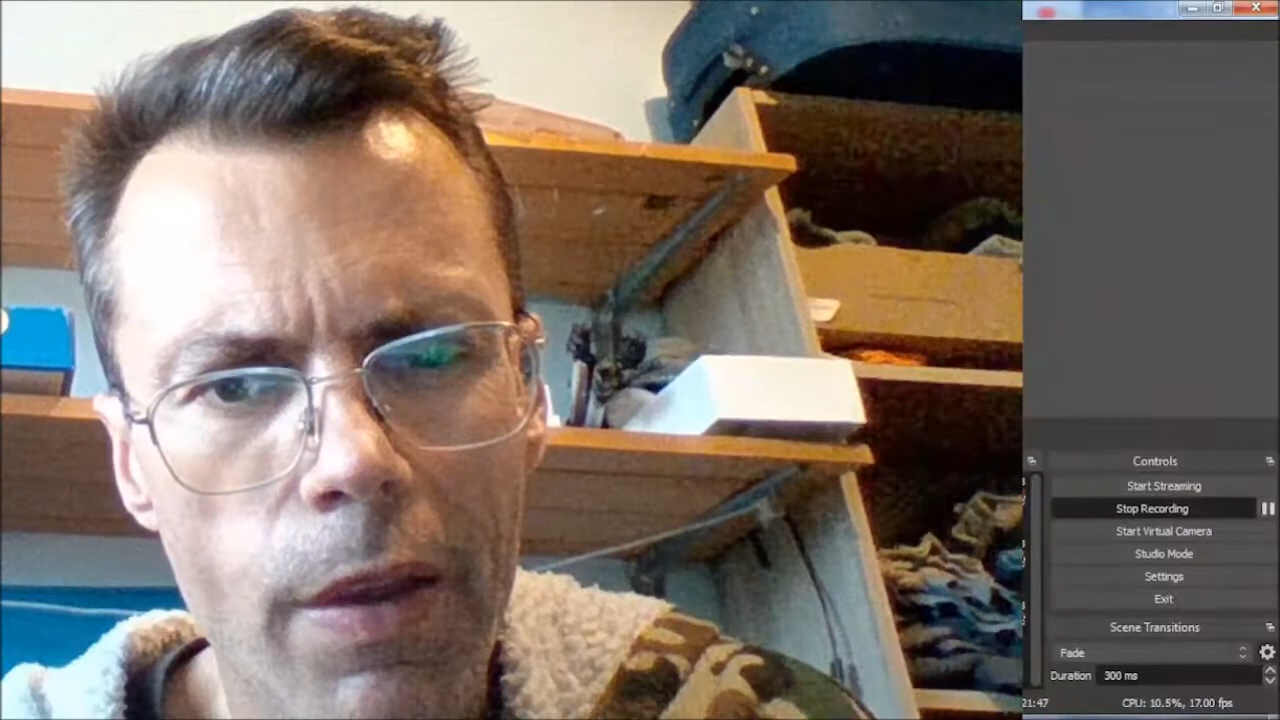 Controls
Start Streaming
Stop Recording
Start Virtual Camera
Studio Mode
Settings
Exit
Scene Transitions
Fade
Duration 300 ms
21:47 CPU: 10.5%, 17.00 fps